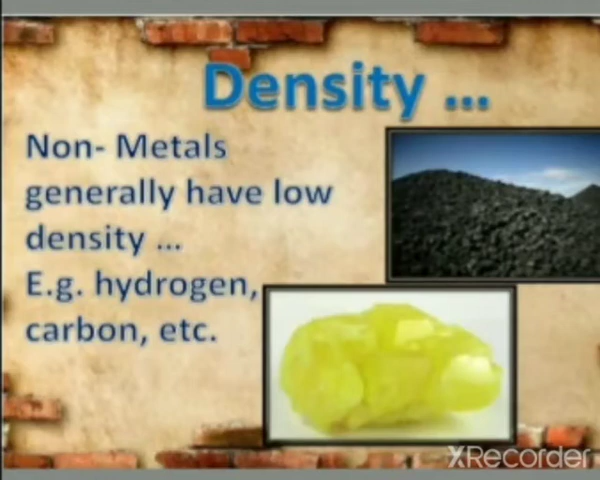 Density ...
Non- Metals
generally have low
density ...
E.g. hydrogen,
carbon, etc.
XRecorder